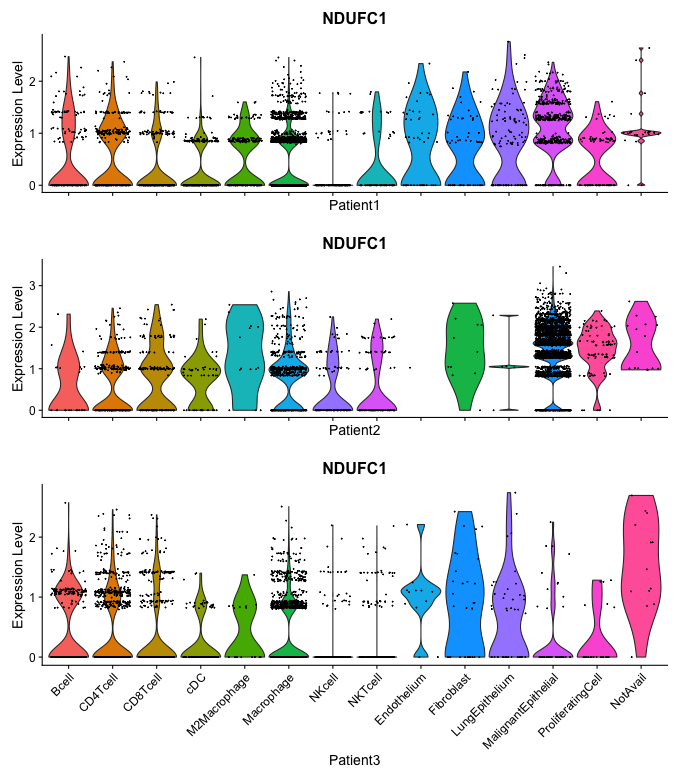 NDUFC1
Expression Level
2
1
0
Patient1
NDUFC1
Expression Level
3
2
1
0
Patient2
NDUFC1
Expression Level
2
1
0
Bcell
CD4Tcell
CD8Tcell
cDC
M2Macrophage
Macrophage
NKcell
NKTcell
Endothelium
Fibroblast
LungEpithelium
MalignantEpithelial
ProliferatingCell
NotAvail
Patient3